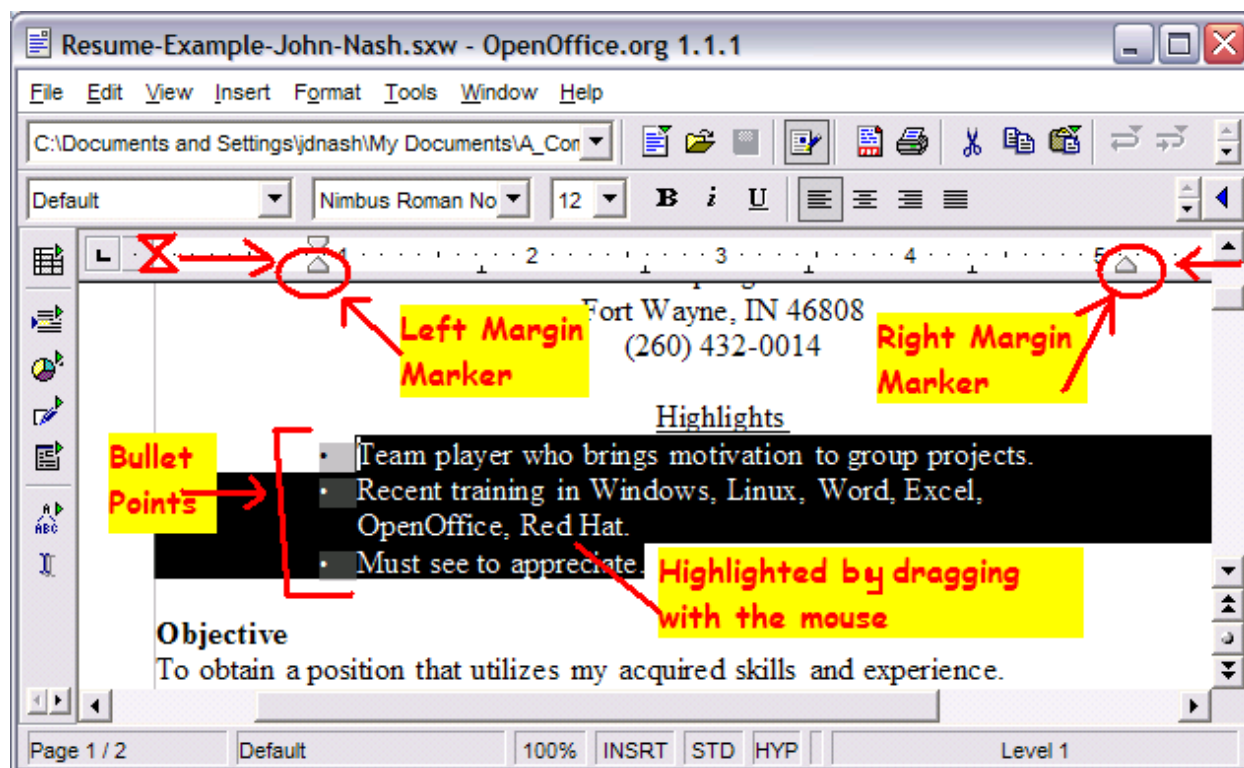 Resume-Example-John-Nash.sxw - OpenOffice.org 1.1.1
File Edit View Insert Format Tools Window Help
C:\Documents and Settings\jdnash\My Documents\A_Con
Default Nimbus Roman No 12 B i U
1 2 3 4 5
Fort Wayne, IN 46808
(260) 432-0014
Left Margin
Marker
Right Margin
Marker
Highlights
Bullet
Points
• Team player who brings motivation to group projects.
• Recent training in Windows, Linux, Word, Excel,
OpenOffice, Red Hat.
• Must see to appreciate.
Highlighted by dragging
with the mouse
Objective
To obtain a position that utilizes my acquired skills and experience.
Page 1 / 2 Default 100% INSRT STD HYP Level 1